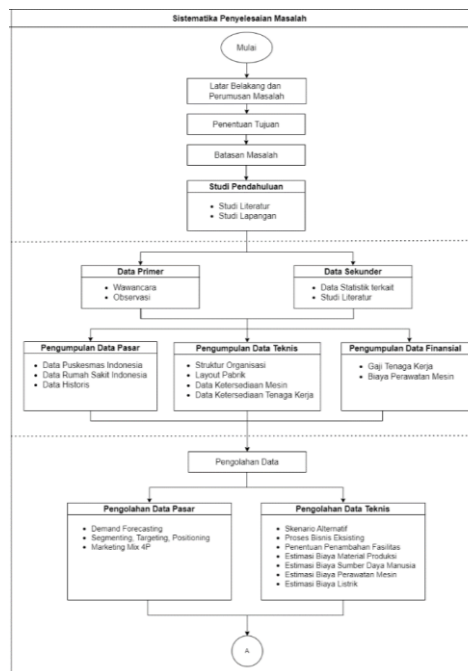 Sistematika Penyelesaian Masalah
Mulai
Latar Belakang dan
Perumusan Masalah
Penentuan Tujuan
Batasan Masalah
Studi Pendahuluan
• Studi Literatur
• Studi Lapangan
Data Primer
• Wawancara
• Observasi
Data Sekunder
• Data Statistik terkait
• Studi Literatur
Pengumpulan Data Pasar
• Data Puskesmas Indonesia
• Data Rumah Sakit Indonesia
• Data Historis
Pengumpulan Data Teknis
• Struktur Organisasi
• Layout Pabrik
• Data Ketersediaan Mesin
• Data Ketersediaan Tenaga Kerja
Pengumpulan Data Finansial
• Gaji Tenaga Kerja
• Biaya Perawatan Mesin
Pengolahan Data
Pengolahan Data Pasar
• Demand Forecasting
• Segmenting, Targeting, Positioning
• Marketing Mix 4P
Pengolahan Data Teknis
• Skenario Alternatif
• Proses Bisnis Eksisting
• Penentuan Penambahan Fasilitas
• Estimasi Biaya Material Produksi
• Estimasi Biaya Sumber Daya Manusia
• Estimasi Biaya Perawatan Mesin
• Estimasi Biaya Listrik
A